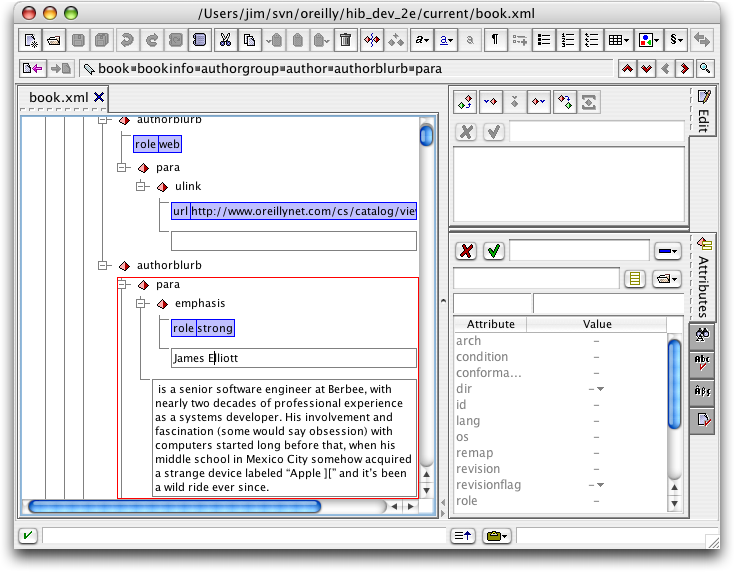 /Users/jim/svn/oreilly/hib_dev_2e/current/book.xml
book bookinfo authorgroup author authorblurb para
book.xml
authorblurb
role web
para
ulink
url http://www.oreillynet.com/cs/catalog/vie
authorblurb
para
emphasis
role strong
James Elliott
is a senior software engineer at Berbee, with
nearly two decades of professional experience
as a systems developer. His involvement and
fascination (some would say obsession) with
computers started long before that, when his
middle school in Mexico City somehow acquired
a strange device labeled “Apple ][” and it’s been
a wild ride ever since.
Edit
Attributes
Attribute Value
arch –
condition –
conforma... –
dir –
id –
lang –
os –
remap –
revision –
revisionflag –
role –
Abc